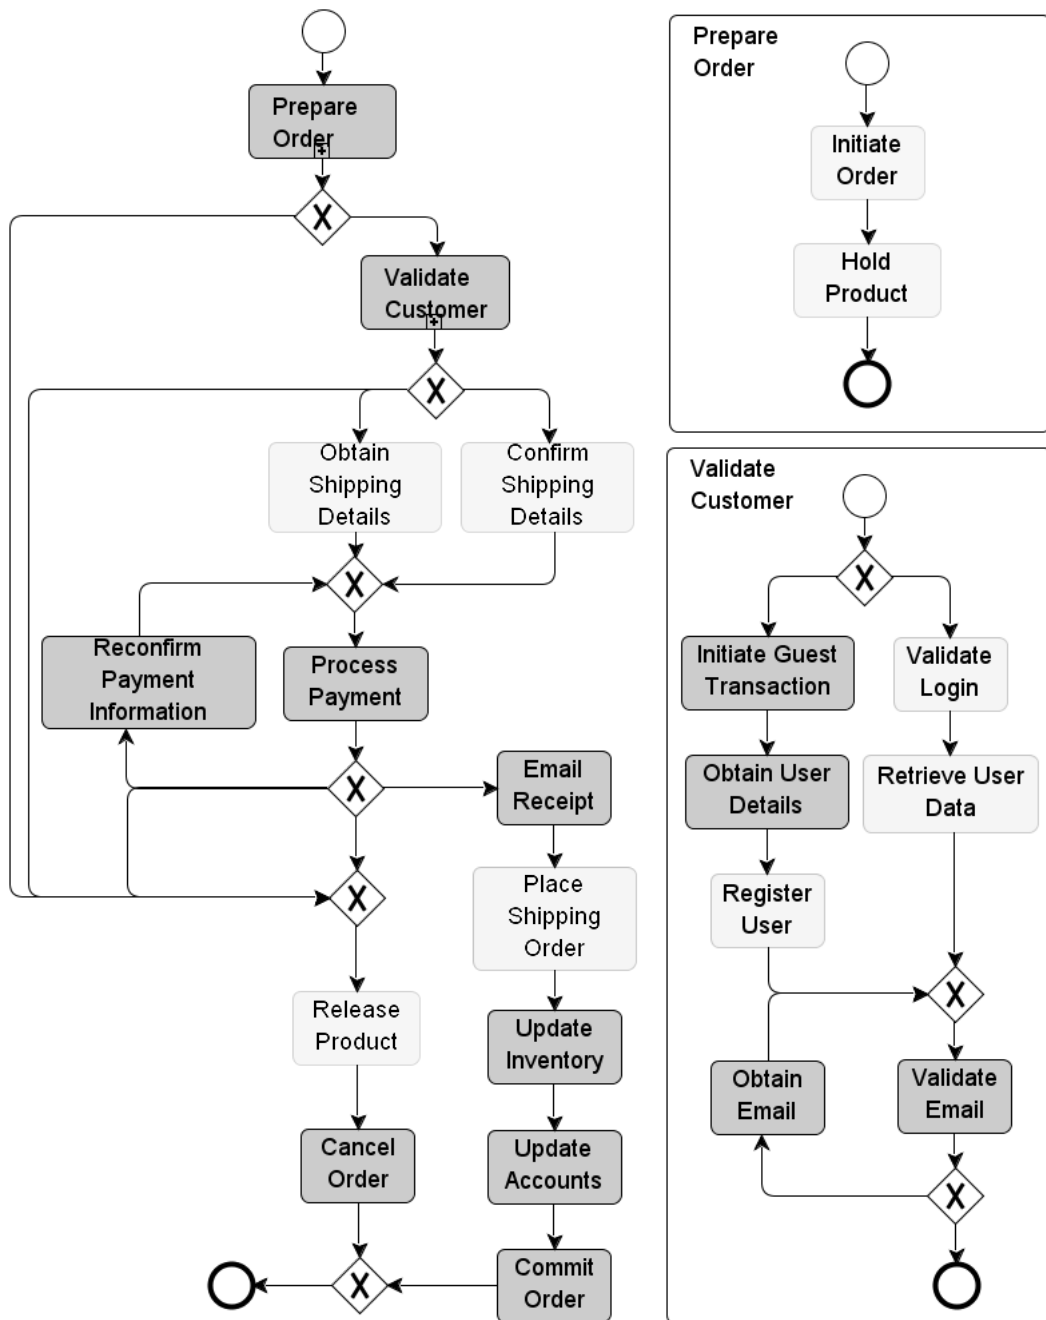 Prepare
Order
X
Validate
Customer
X
Obtain
Shipping
Details
Confirm
Shipping
Details
X
Reconfirm
Payment
Information
Process
Payment
X
Email
Receipt
X
Place
Shipping
Order
Release
Product
Update
Inventory
Cancel
Order
Update
Accounts
X
Commit
Order
Prepare
Order
Initiate
Order
Hold
Product
Validate
Customer
X
Initiate Guest
Transaction
Validate
Login
Obtain User
Details
Retrieve User
Data
Register
User
X
Obtain
Email
Validate
Email
X